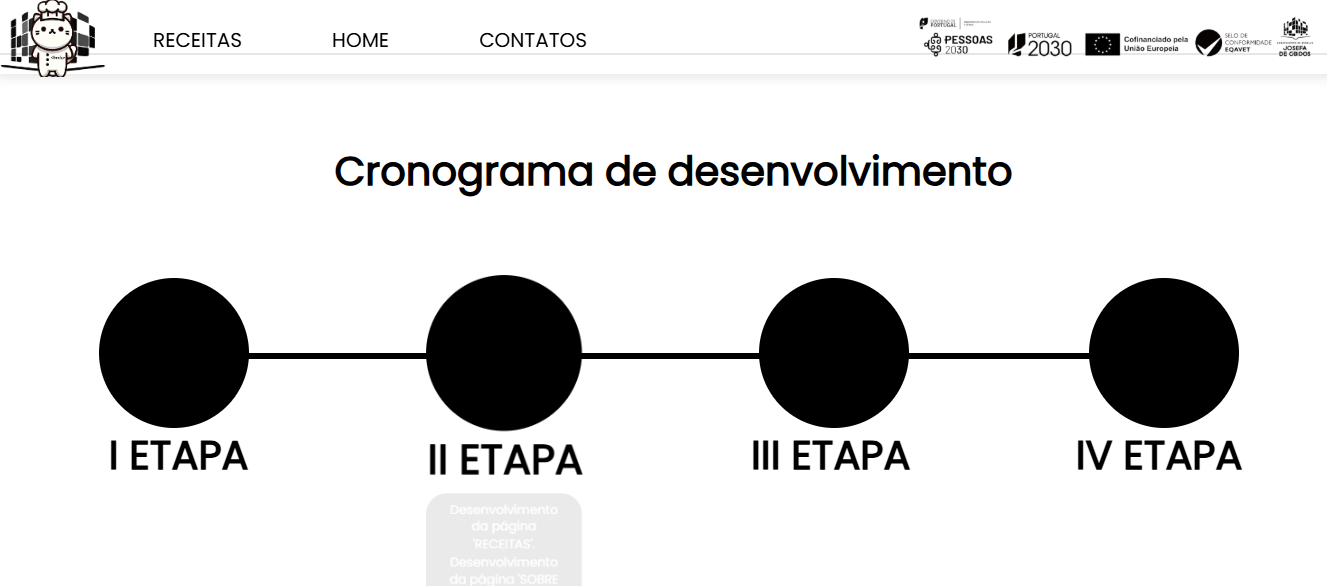 RECEITAS
HOME
CONTATOS
PESSOAS
2030
PORTUGAL
2030
Cofinanciado pela
União Europeia
SELO DE
CONFORMIDADE
EQAVET
JOSEFA
DE ÓBIDOS
Cronograma de desenvolvimento
I ETAPA
II ETAPA
III ETAPA
IV ETAPA
Desenvolvimento
da página
'RECEITAS'.
Desenvolvimento
da página 'SOBRE